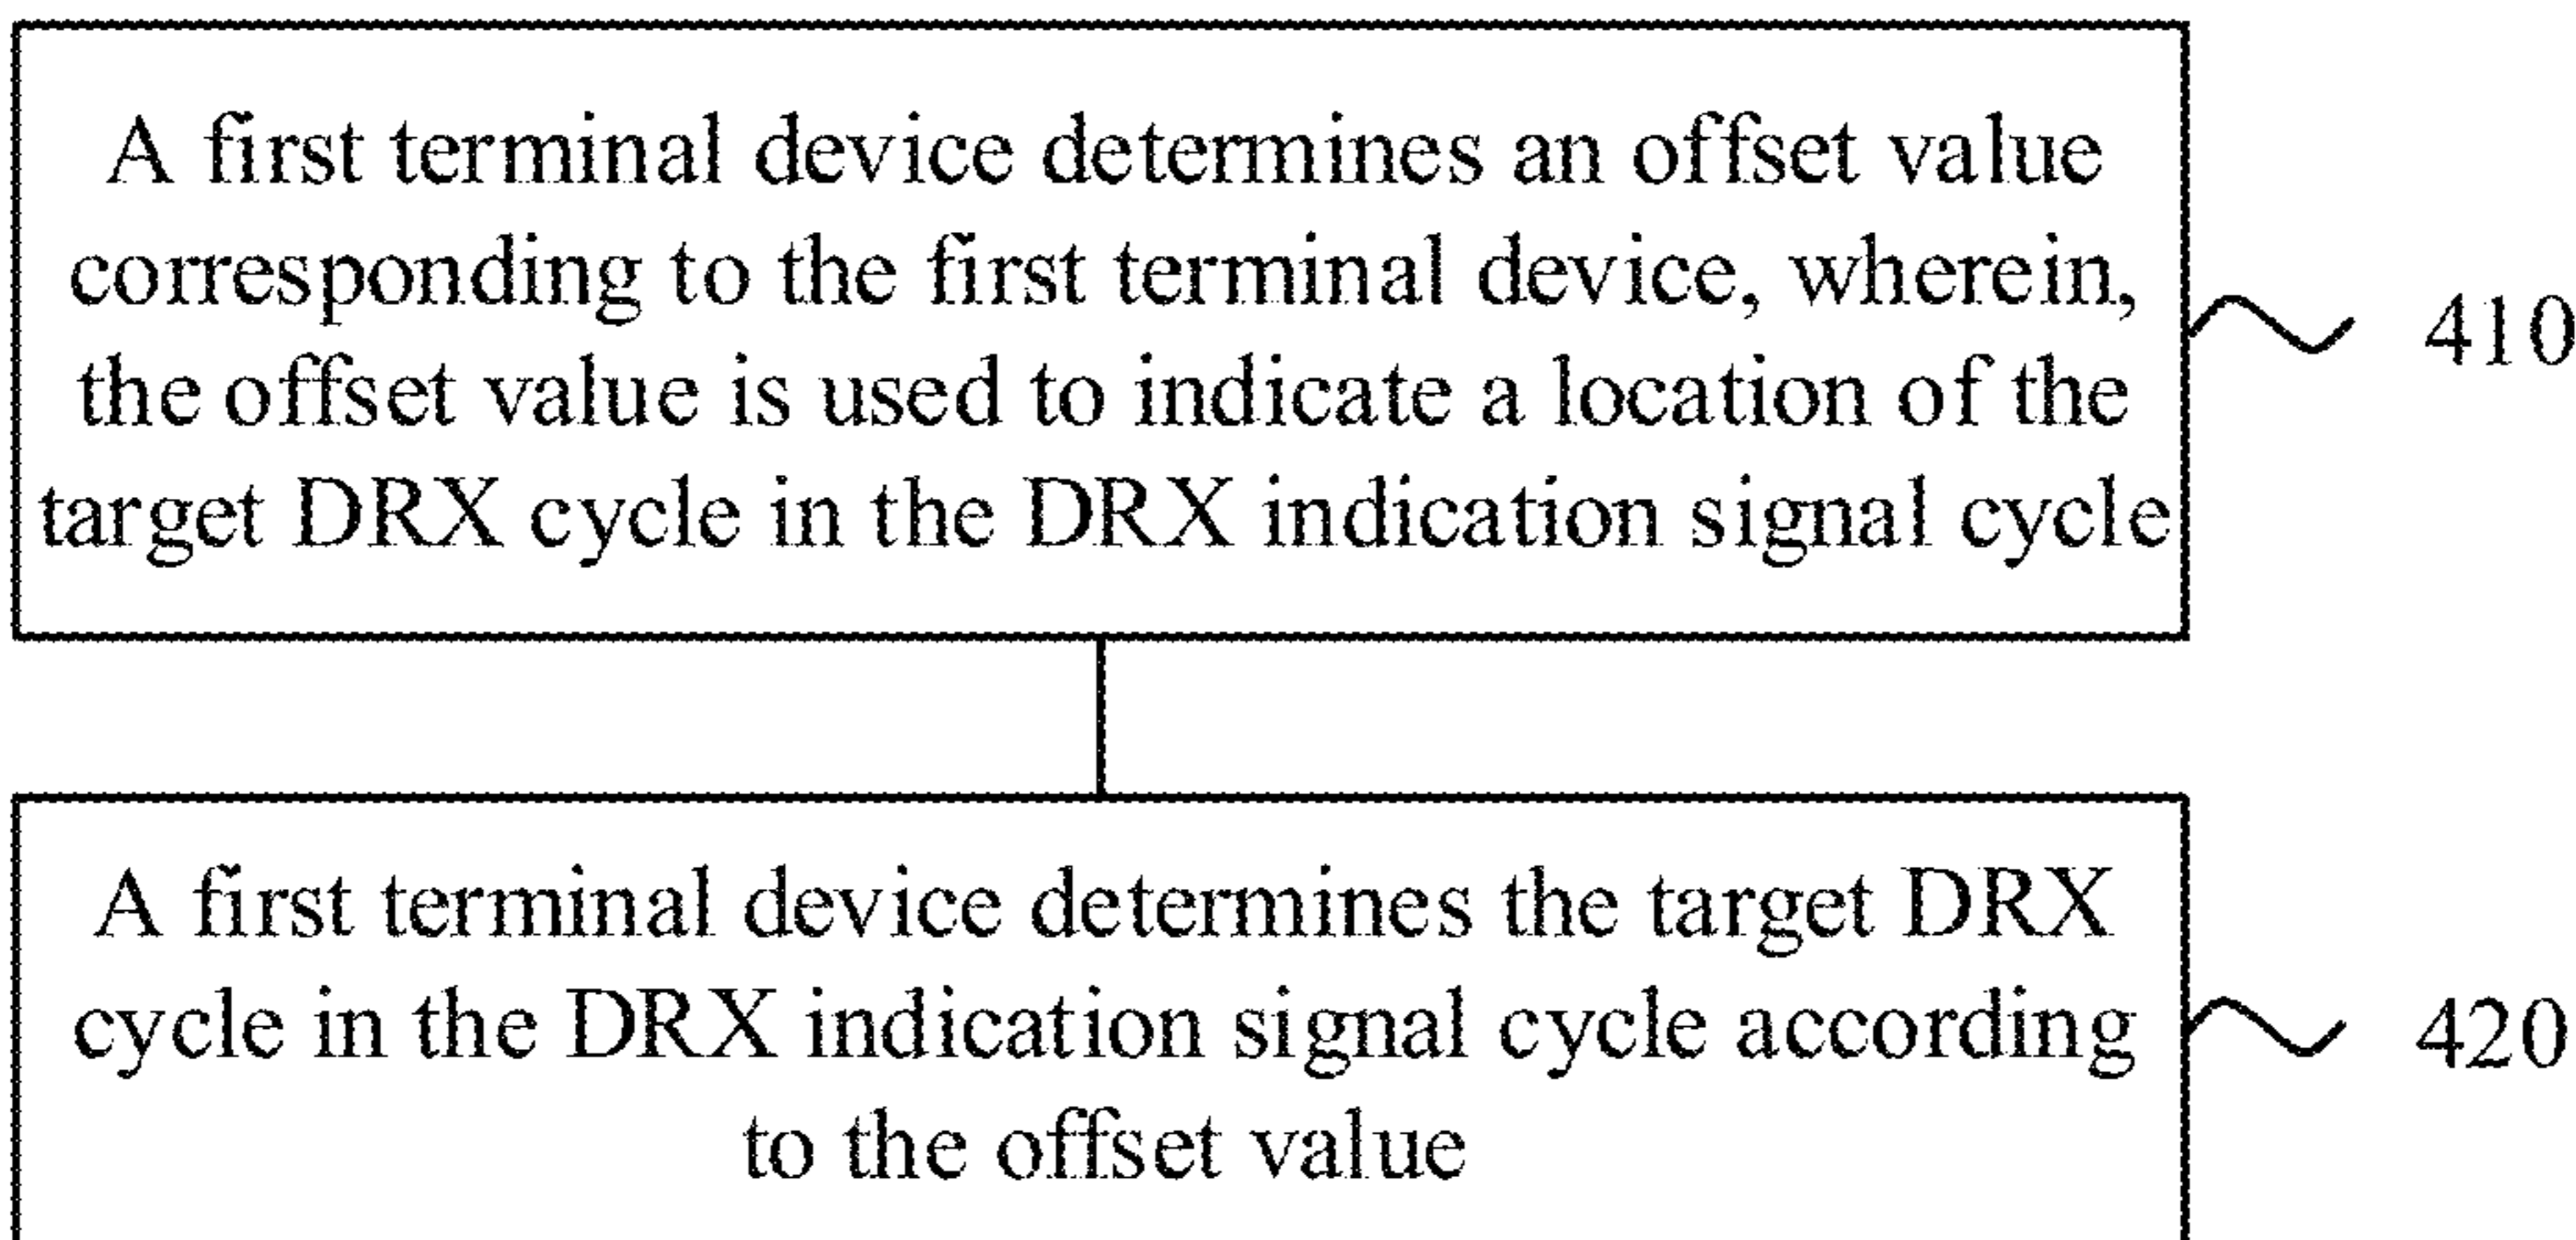 A first terminal device determines an offset value
corresponding to the first terminal device, wherein,
the offset value is used to indicate a location of the
target DRX cycle in the DRX indication signal cycle
410
A first terminal device determines the target DRX
cycle in the DRX indication signal cycle according
to the offset value
420